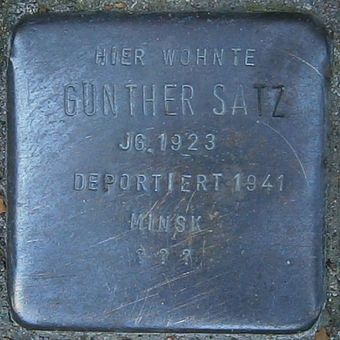 HIER WOHNTE
GÜNTHER SATZ
JG. 1923
DEPORTIERT 1941
MINSK
? ? ?